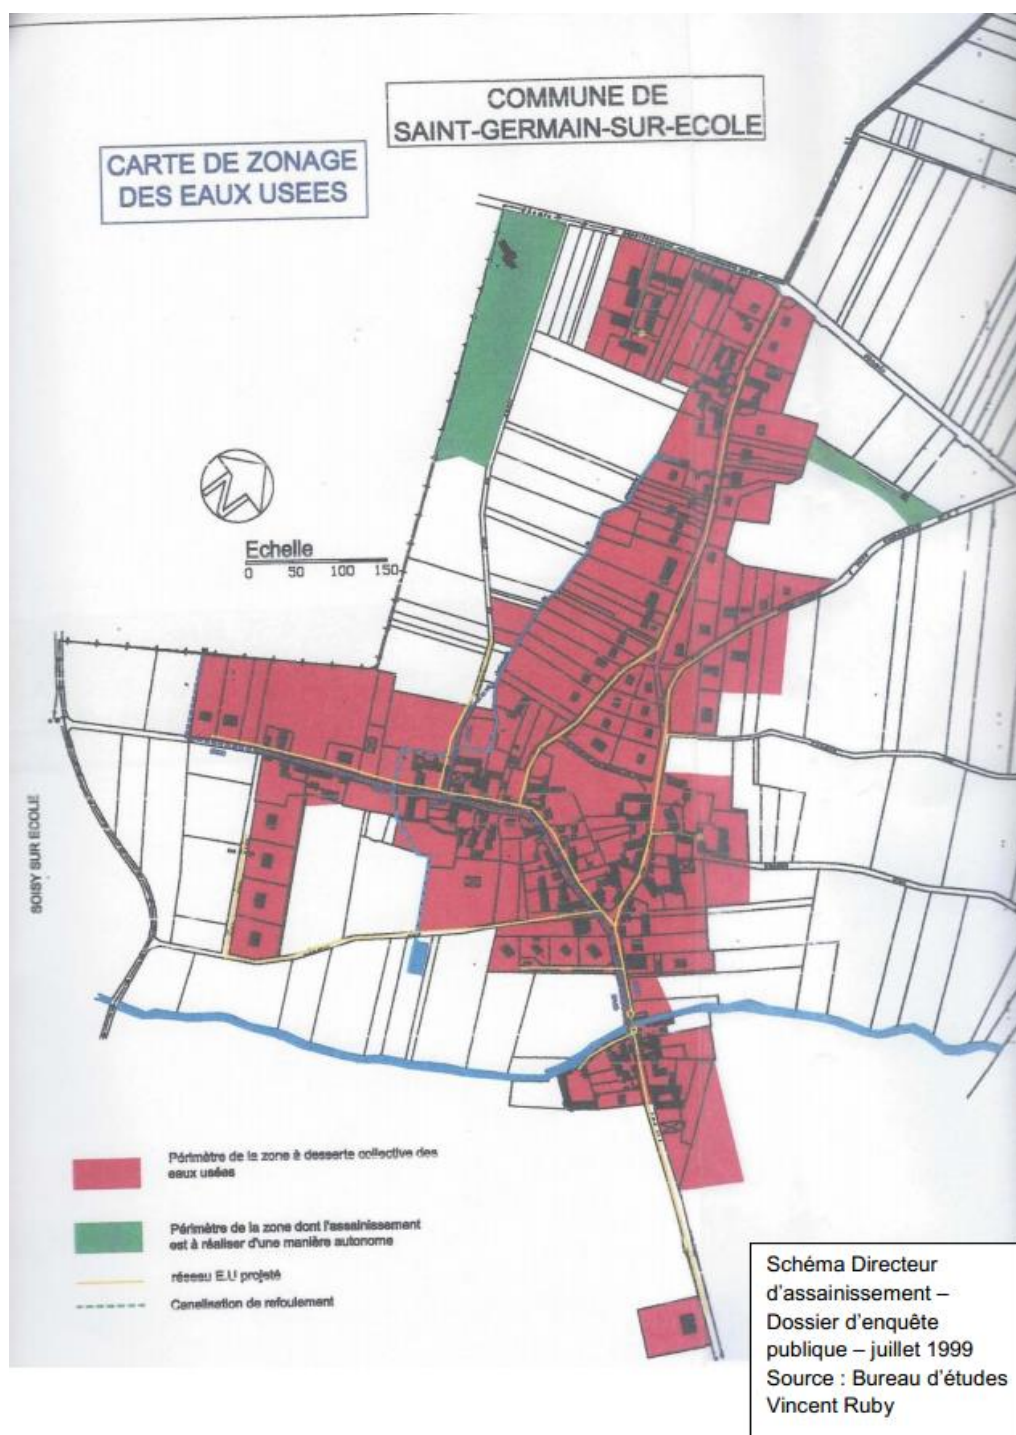 COMMUNE DE
SAINT-GERMAIN-SUR-ECOLE
CARTE DE ZONAGE
DES EAUX USEES
Echelle
0 50 100 150
SOISY SUR ECOLE
Périmètre de la zone à desserte collective des
eaux usées
Périmètre de la zone dont l'assainissement
est à réaliser d'une manière autonome
réseau E.U projeté
Canalisation de refoulement
Schéma Directeur
d'assainissement –
Dossier d'enquête
publique – juillet 1999
Source : Bureau d'études
Vincent Ruby